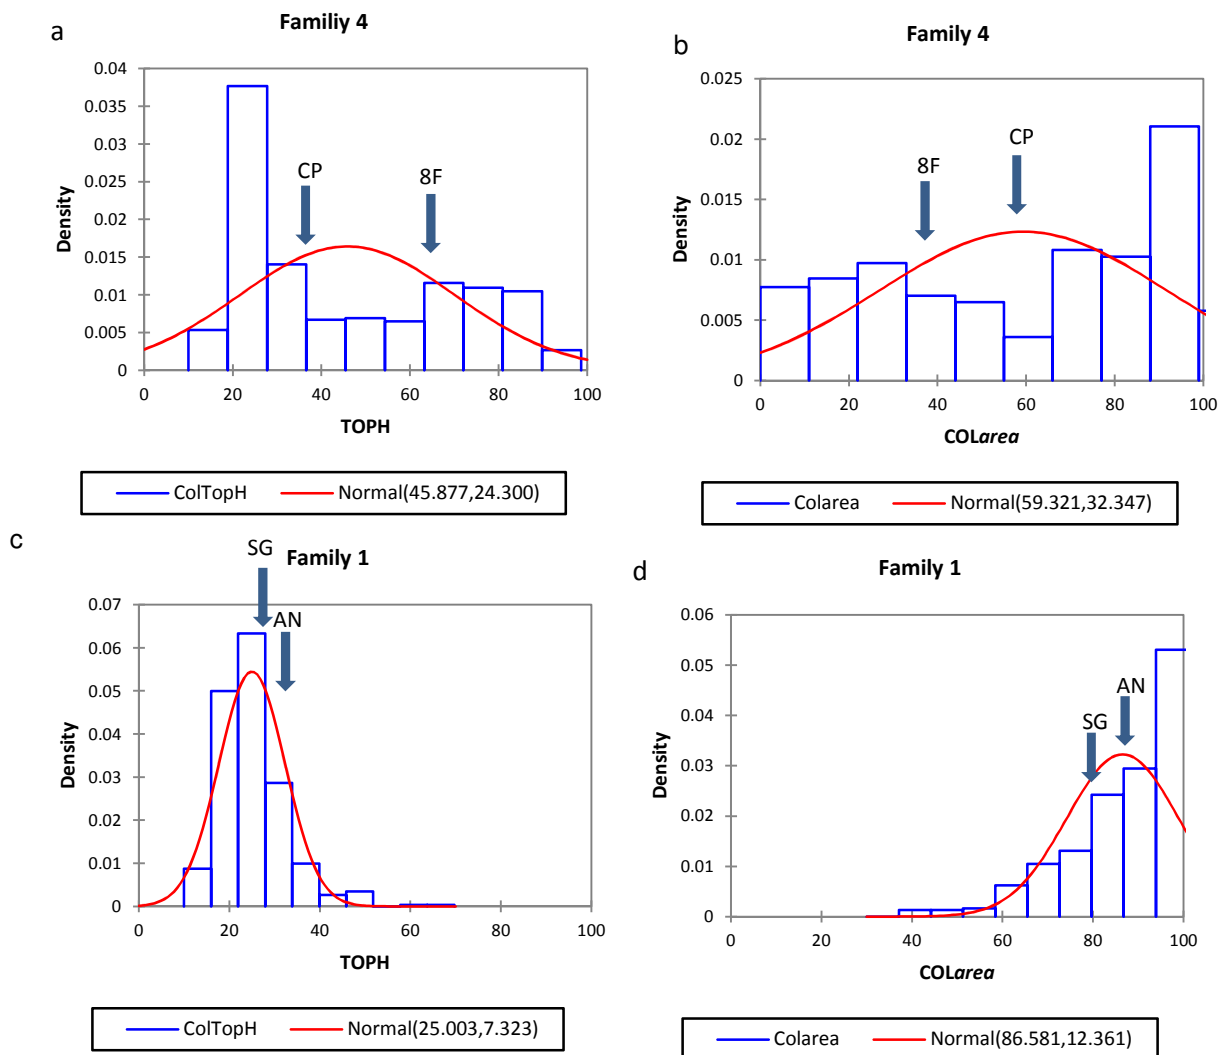 a
Familiy 4
0.04
0.035
0.03
0.025
0.02
0.015
0.01
0.005
0
Density
CP
8F
0 20 40 60 80 100
TOPH
ColTopH Normal(45.877,24.300)
b
Family 4
0.025
0.02
0.015
0.01
0.005
0
Density
8F
CP
0 20 40 60 80 100
COLarea
Colarea Normal(59.321,32.347)
c
Family 1
SG
AN
0.07
0.06
0.05
0.04
0.03
0.02
0.01
0
Density
0 20 40 60 80 100
TOPH
ColTopH Normal(25.003,7.323)
d
Family 1
0.06
0.05
0.04
0.03
0.02
0.01
0
Density
AN
SG
0 20 40 60 80 100
COLarea
Colarea Normal(86.581,12.361)